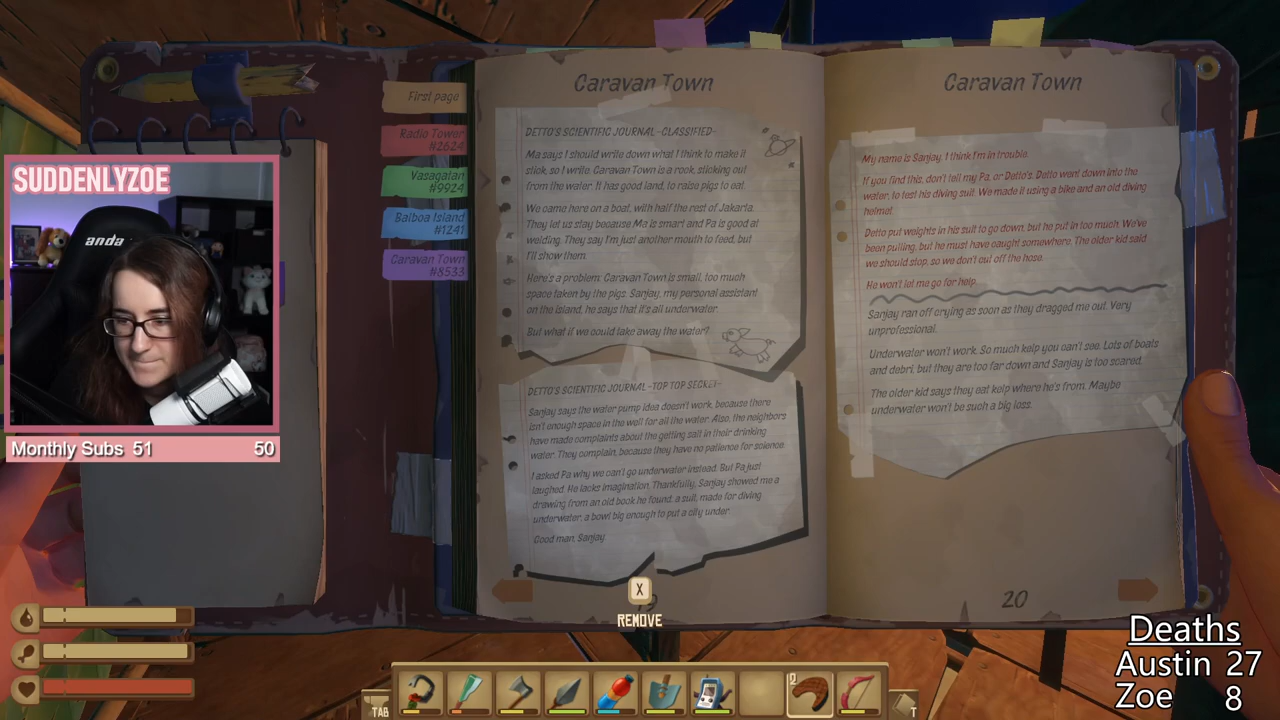 Caravan Town
Caravan Town
First page
Radio Tower
#2624
Vasagatan
#9924
Balboa Island
#1241
Caravan Town
#8533
DETTO'S SCIENTIFIC JOURNAL -CLASSIFIED-
Ma says I should write down what I think to make it
stick, so I write. Caravan Town is a rock, sticking out
from the water. It has good land, to raise pigs to eat.
We came here on a boat, with half the rest of Jakarta.
They let us stay because Ma is smart and Pa is good at
welding. They say I'm just another mouth to feed, but
I'll show them.
Here's a problem: Caravan Town is small, too much
space taken by the pigs. Sanjay, my personal assistant
on the island, he says that it's all underwater.
But what if we could take away the water?
DETTO'S SCIENTIFIC JOURNAL -TOP TOP SECRET-
Sanjay says the water pump idea doesn't work, because there
isn't enough space in the well for all the water. Also, the neighbors
have made complaints about the getting salt in their drinking
water. They complain, because they have no patience for science.
I asked Pa why we can't go underwater instead. But Pa just
laughed. He lacks imagination. Thankfully, Sanjay showed me a
drawing from an old book he found: a suit, made for diving
underwater, a bowl big enough to put a city under.
Good man, Sanjay.
My name is Sanjay. I think I'm in trouble.
If you find this, don't tell my Pa, or Detto's. Detto went down into the
water, to test his diving suit. We made it using a bike and an old diving
helmet.
Detto put weights in his suit to go down, but he put in too much. We've
been pulling, but he must have caught somewhere. The older kid said
we should stop, so we don't cut off the hose.
He won't let me go for help.
Sanjay ran off crying as soon as they dragged me out. Very
unprofessional.
Underwater won't work. So much kelp you can't see. Lots of boats
and debri, but they are too far down and Sanjay is too scared.
The older kid says they eat kelp where he's from. Maybe
underwater won't be such a big loss.
20
X
REMOVE
SUDDENLYZOE
anda
Monthly Subs 51 50
TAB
T
Deaths
Austin 27
Zoe 8